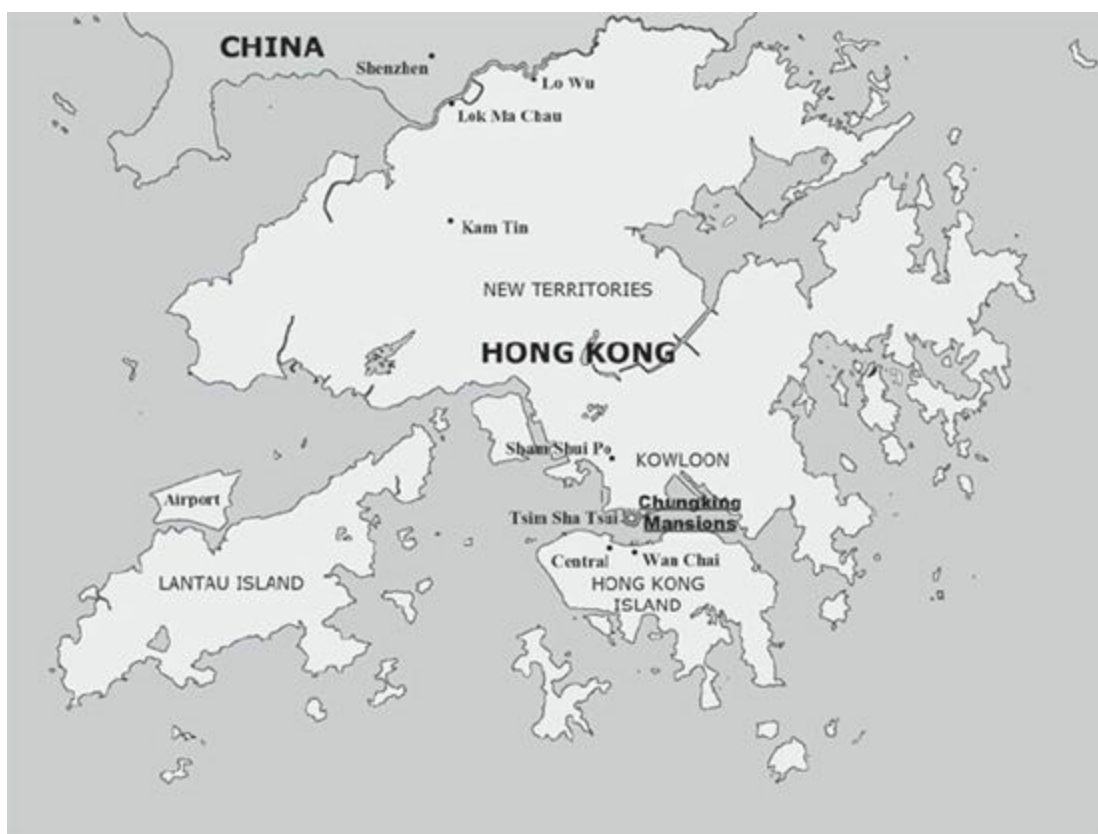 CHINA
Shenzhen
Lo Wu
Lok Ma Chau
Kam Tin
NEW TERRITORIES
HONG KONG
Sham Shui Po
KOWLOON
Airport
Chungking
Mansions
Tsim Sha Tsui
Central
Wan Chai
LANTAU ISLAND
HONG KONG
ISLAND